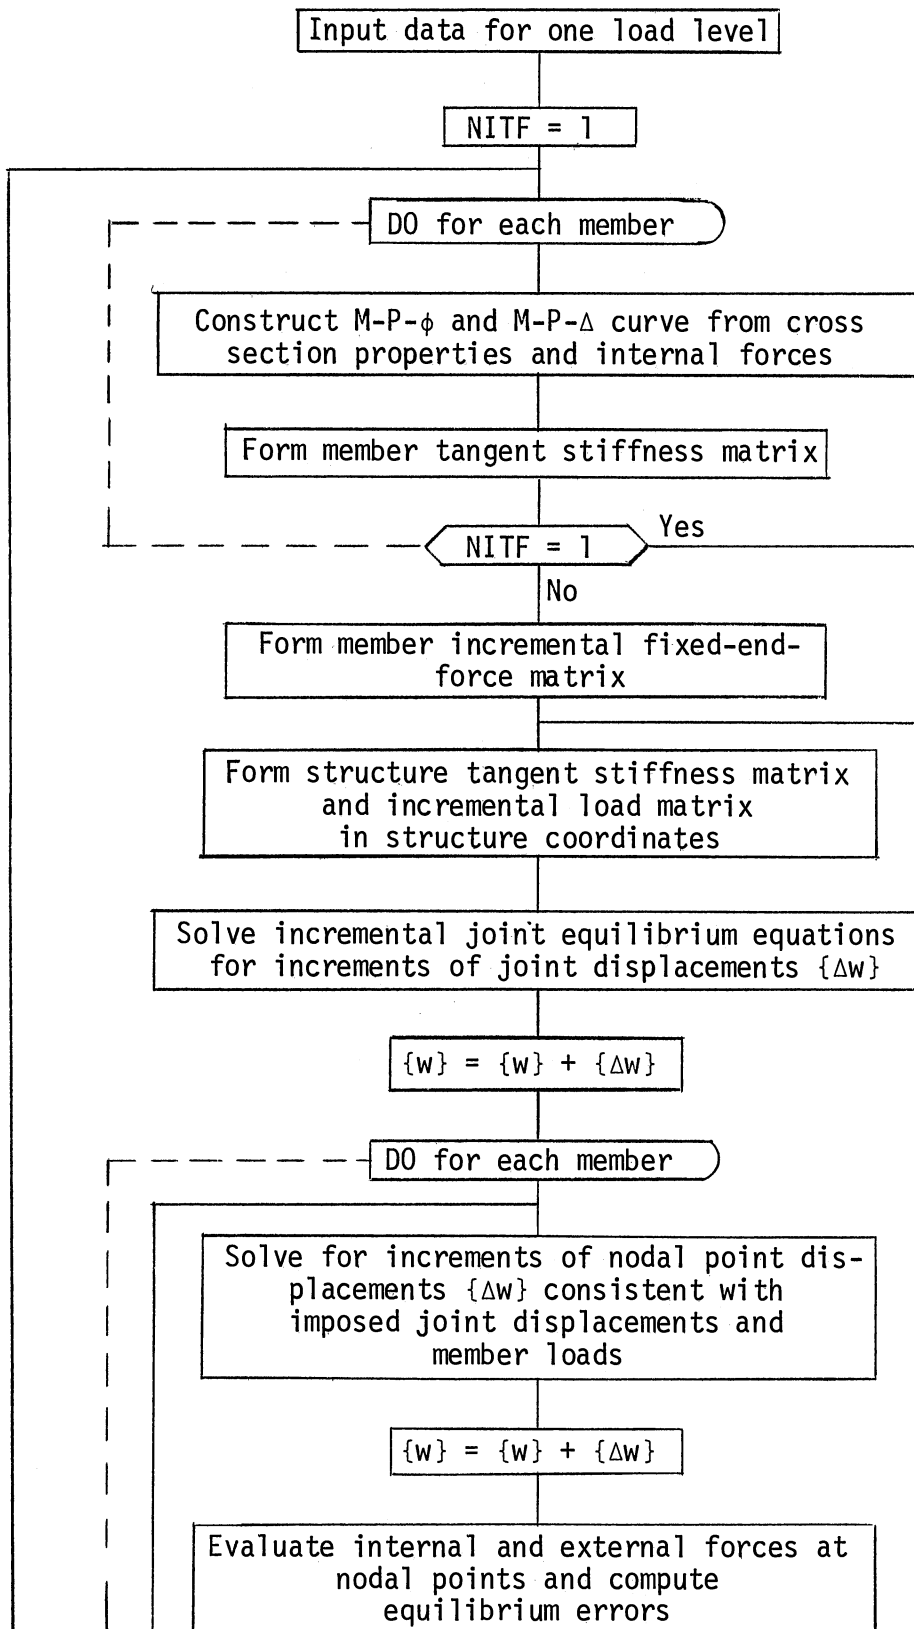 Input data for one load level
NITF = 1
DO for each member
Construct M-P-ϕ and M-P-Δ curve from cross
section properties and internal forces
Form member tangent stiffness matrix
NITF = 1
Yes
No
Form member incremental fixed-end-
force matrix
Form structure tangent stiffness matrix
and incremental load matrix
in structure coordinates
Solve incremental joint equilibrium equations
for increments of joint displacements {Δw}
{w} = {w} + {Δw}
DO for each member
Solve for increments of nodal point dis-
placements {Δw} consistent with
imposed joint displacements and
member loads
{w} = {w} + {Δw}
Evaluate internal and external forces at
nodal points and compute
equilibrium errors